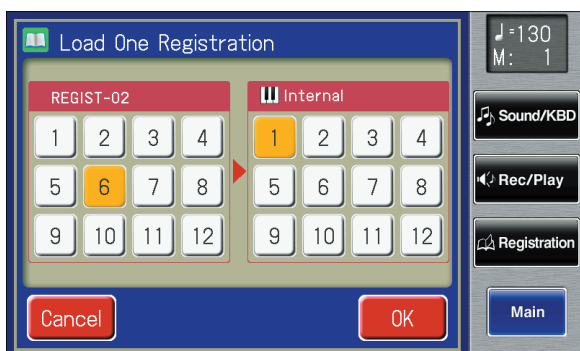 Load One Registration
REGIST-02
1 2 3 4
5 6 7 8
9 10 11 12
Internal
1 2 3 4
5 6 7 8
9 10 11 12
Cancel
OK
♩=130
M: 1
Sound/KBD
Rec/Play
Registration
Main